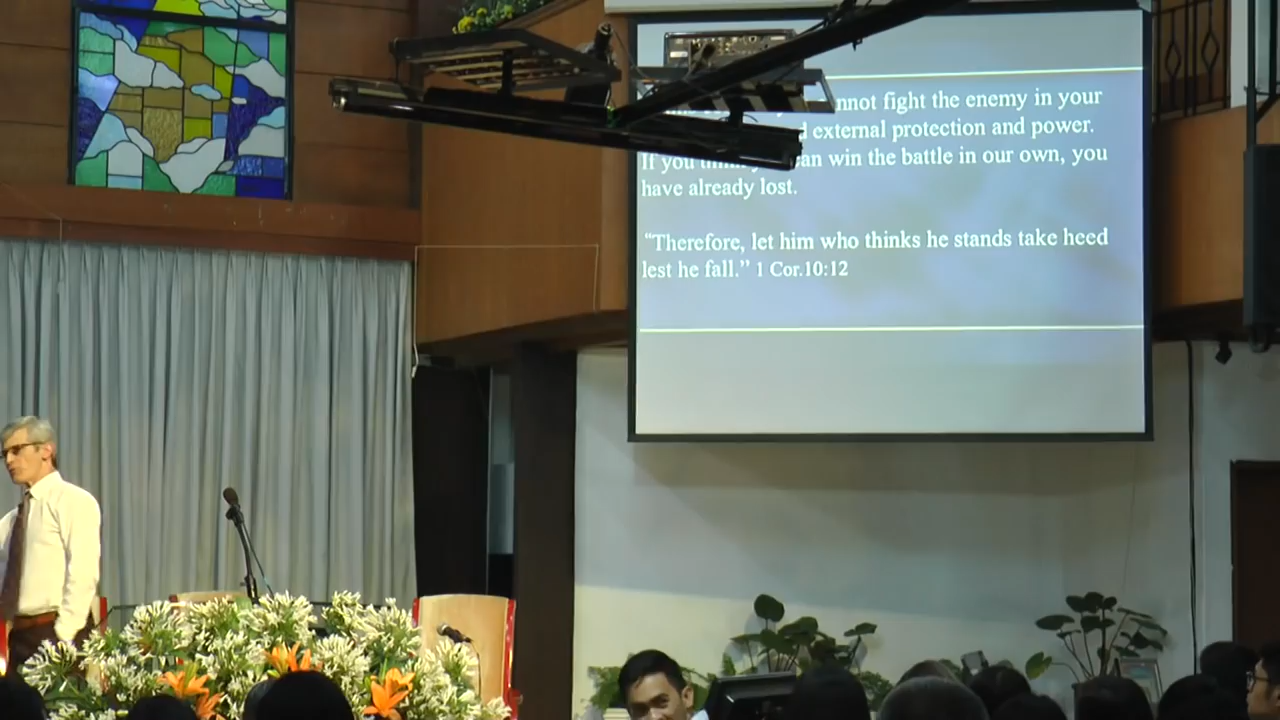 nnot fight the enemy in your
external protection and power.
If you think you can win the battle in our own, you
have already lost.
“Therefore, let him who thinks he stands take heed
lest he fall.” 1 Cor.10:12